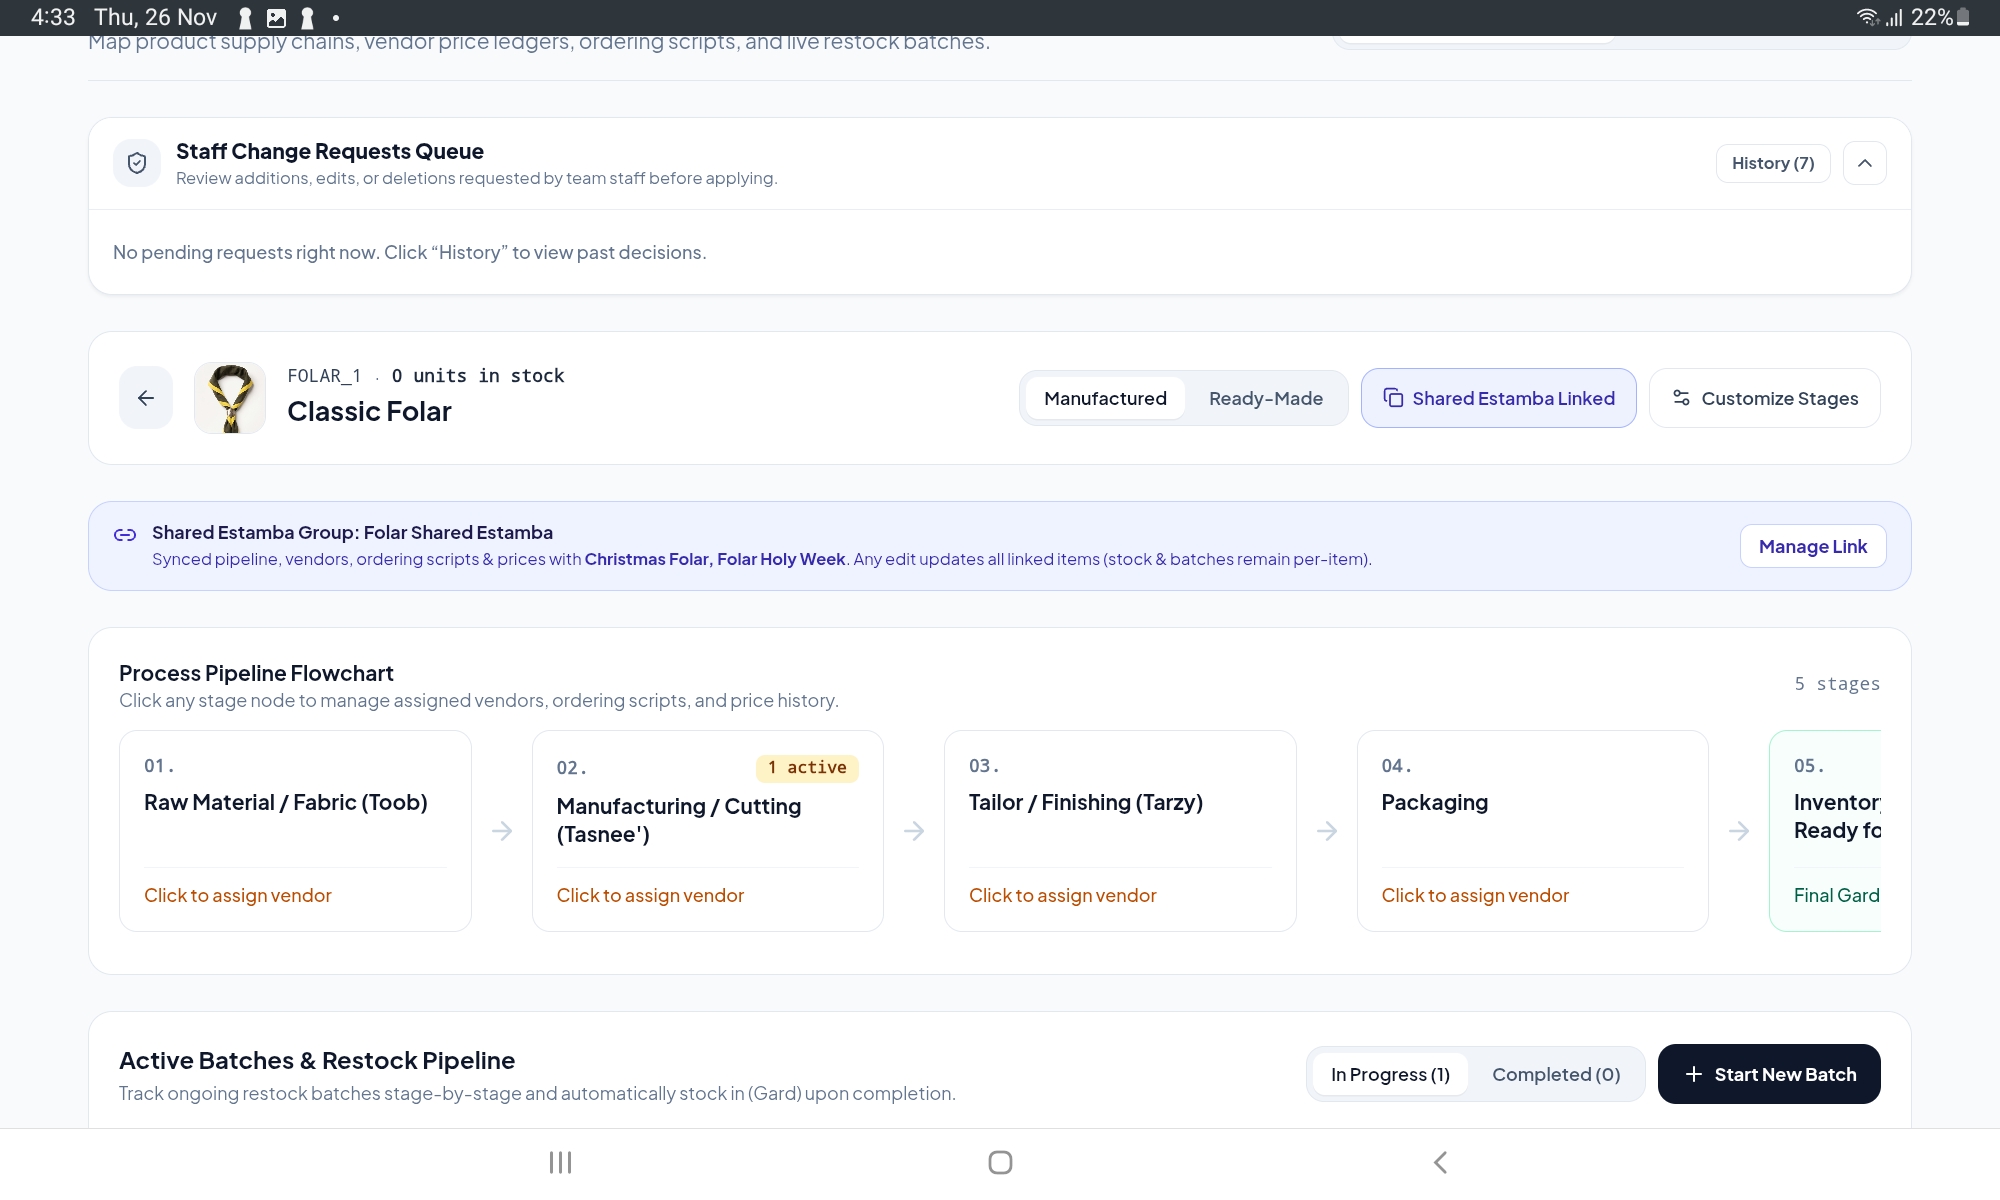 4:33 Thu, 26 Nov 22%
Map product supply chains, vendor price ledgers, ordering scripts, and live restock batches.
Staff Change Requests Queue
Review additions, edits, or deletions requested by team staff before applying.
History (7)
No pending requests right now. Click “History” to view past decisions.
FOLAR_1 · 0 units in stock
Classic Folar
Manufactured
Ready-Made
Shared Estamba Linked
Customize Stages
Shared Estamba Group: Folar Shared Estamba
Synced pipeline, vendors, ordering scripts & prices with Christmas Folar, Folar Holy Week. Any edit updates all linked items (stock & batches remain per-item).
Manage Link
Process Pipeline Flowchart
Click any stage node to manage assigned vendors, ordering scripts, and price history.
5 stages
01.
Raw Material / Fabric (Toob)
Click to assign vendor
02.
1 active
Manufacturing / Cutting
(Tasnee')
Click to assign vendor
03.
Tailor / Finishing (Tarzy)
Click to assign vendor
04.
Packaging
Click to assign vendor
05.
Inventory
Ready fo
Final Gard
Active Batches & Restock Pipeline
Track ongoing restock batches stage-by-stage and automatically stock in (Gard) upon completion.
In Progress (1)
Completed (0)
+ Start New Batch